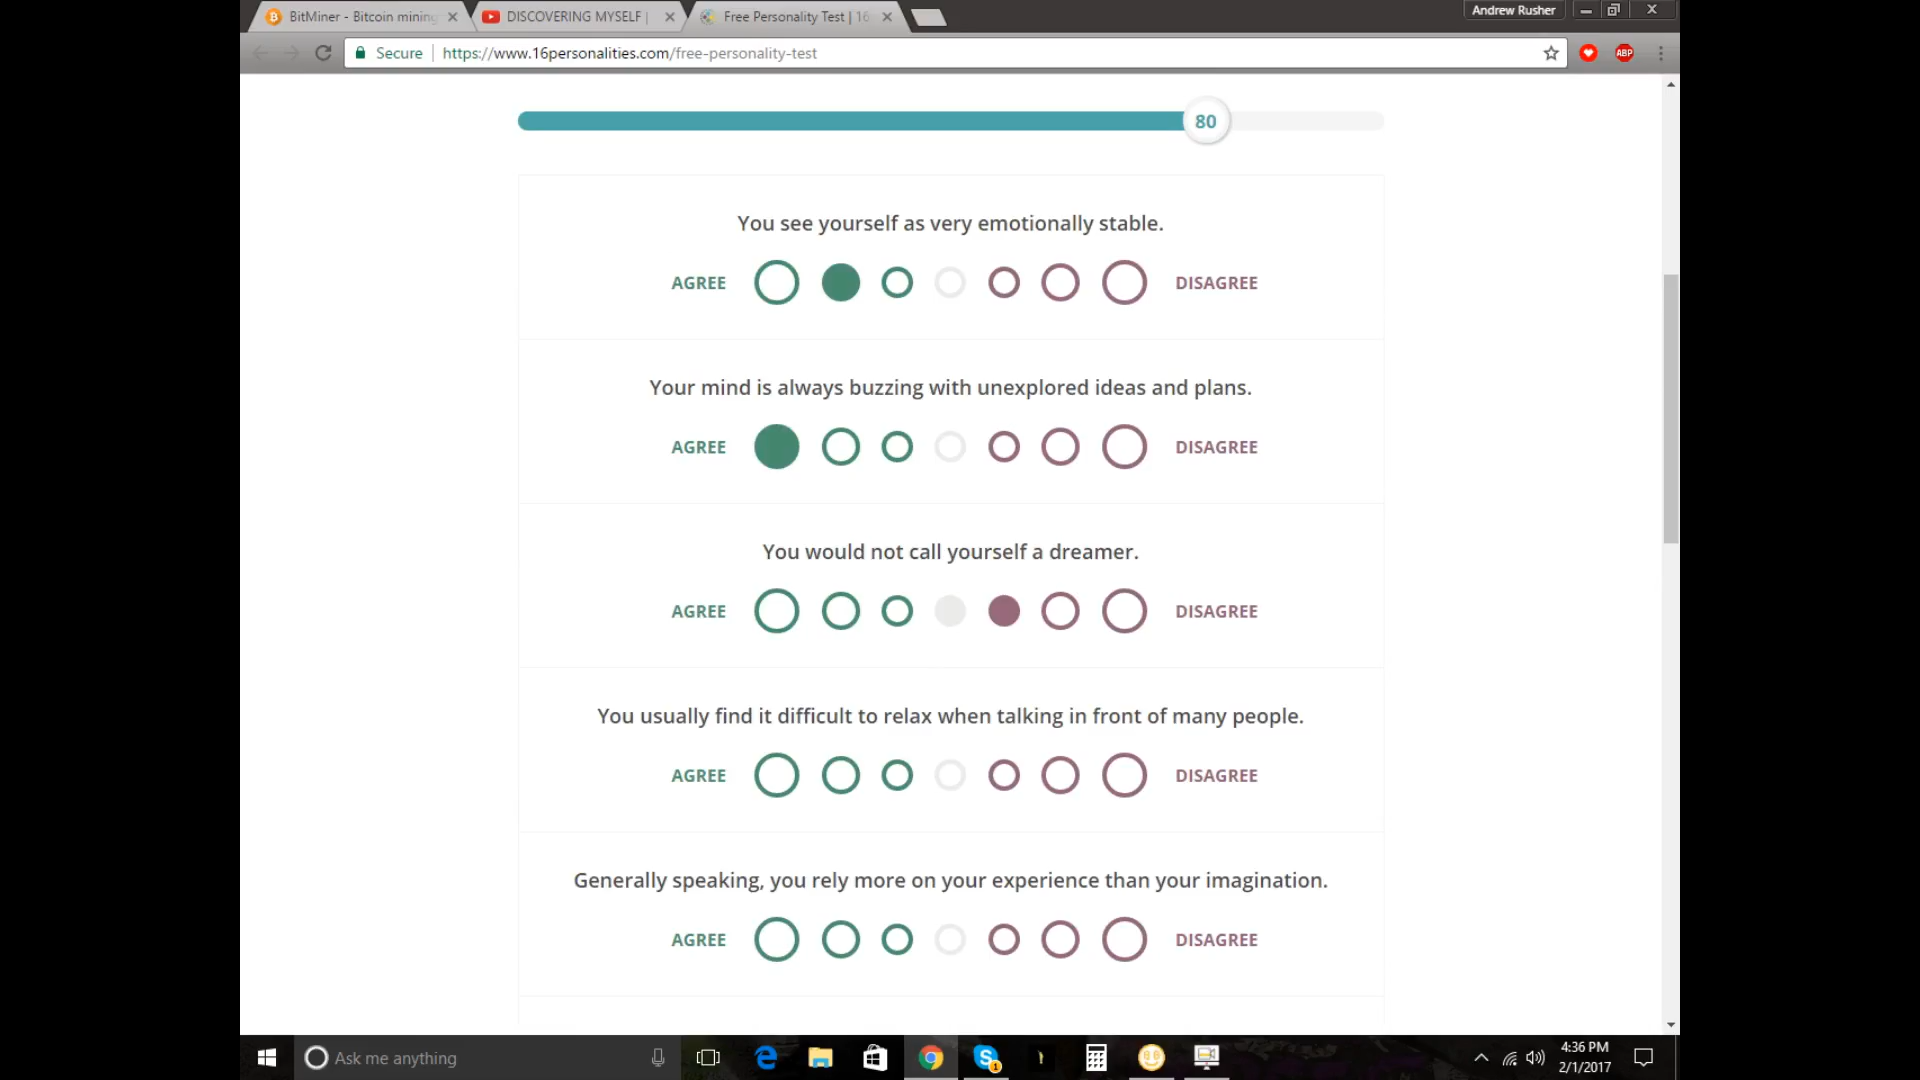 BitMiner - Bitcoin mining
DISCOVERING MYSELF |
Free Personality Test | 16
Andrew Rusher
Secure
https://www.16personalities.com/free-personality-test
ABP
80
You see yourself as very emotionally stable.
AGREE DISAGREE
Your mind is always buzzing with unexplored ideas and plans.
AGREE DISAGREE
You would not call yourself a dreamer.
AGREE DISAGREE
You usually find it difficult to relax when talking in front of many people.
AGREE DISAGREE
Generally speaking, you rely more on your experience than your imagination.
AGREE DISAGREE
Ask me anything
1
4:36 PM
2/1/2017